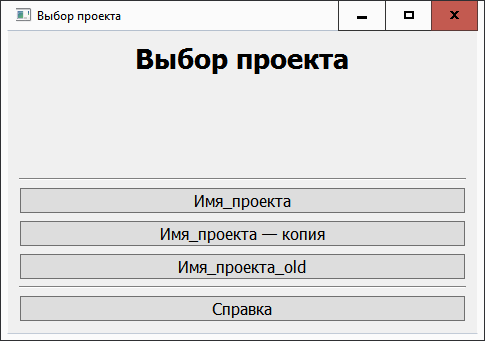 Выбор проекта
Выбор проекта
Имя_проекта
Имя_проекта — копия
Имя_проекта_old
Справка